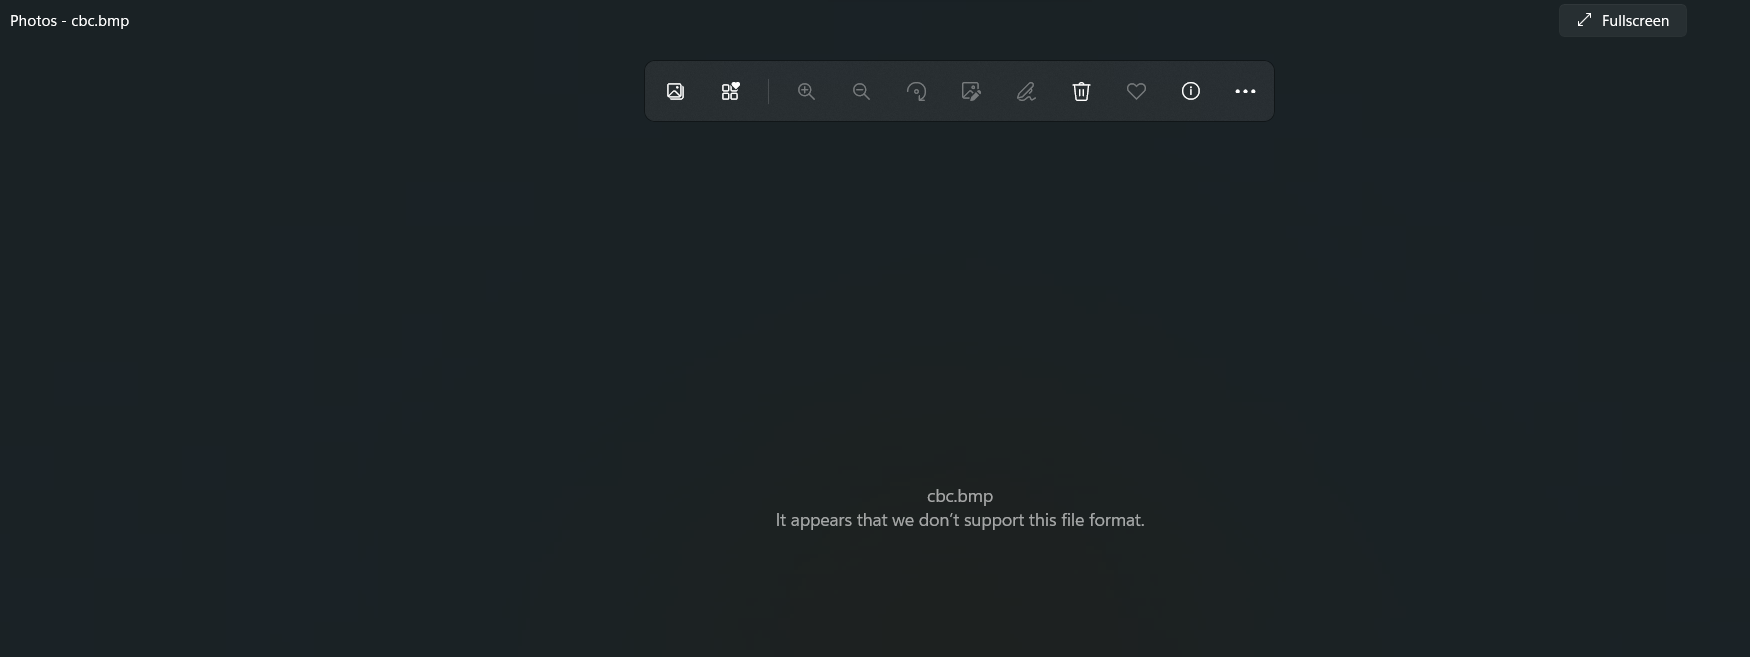 Photos - cbc.bmp
Fullscreen
cbc.bmp
It appears that we don't support this file format.